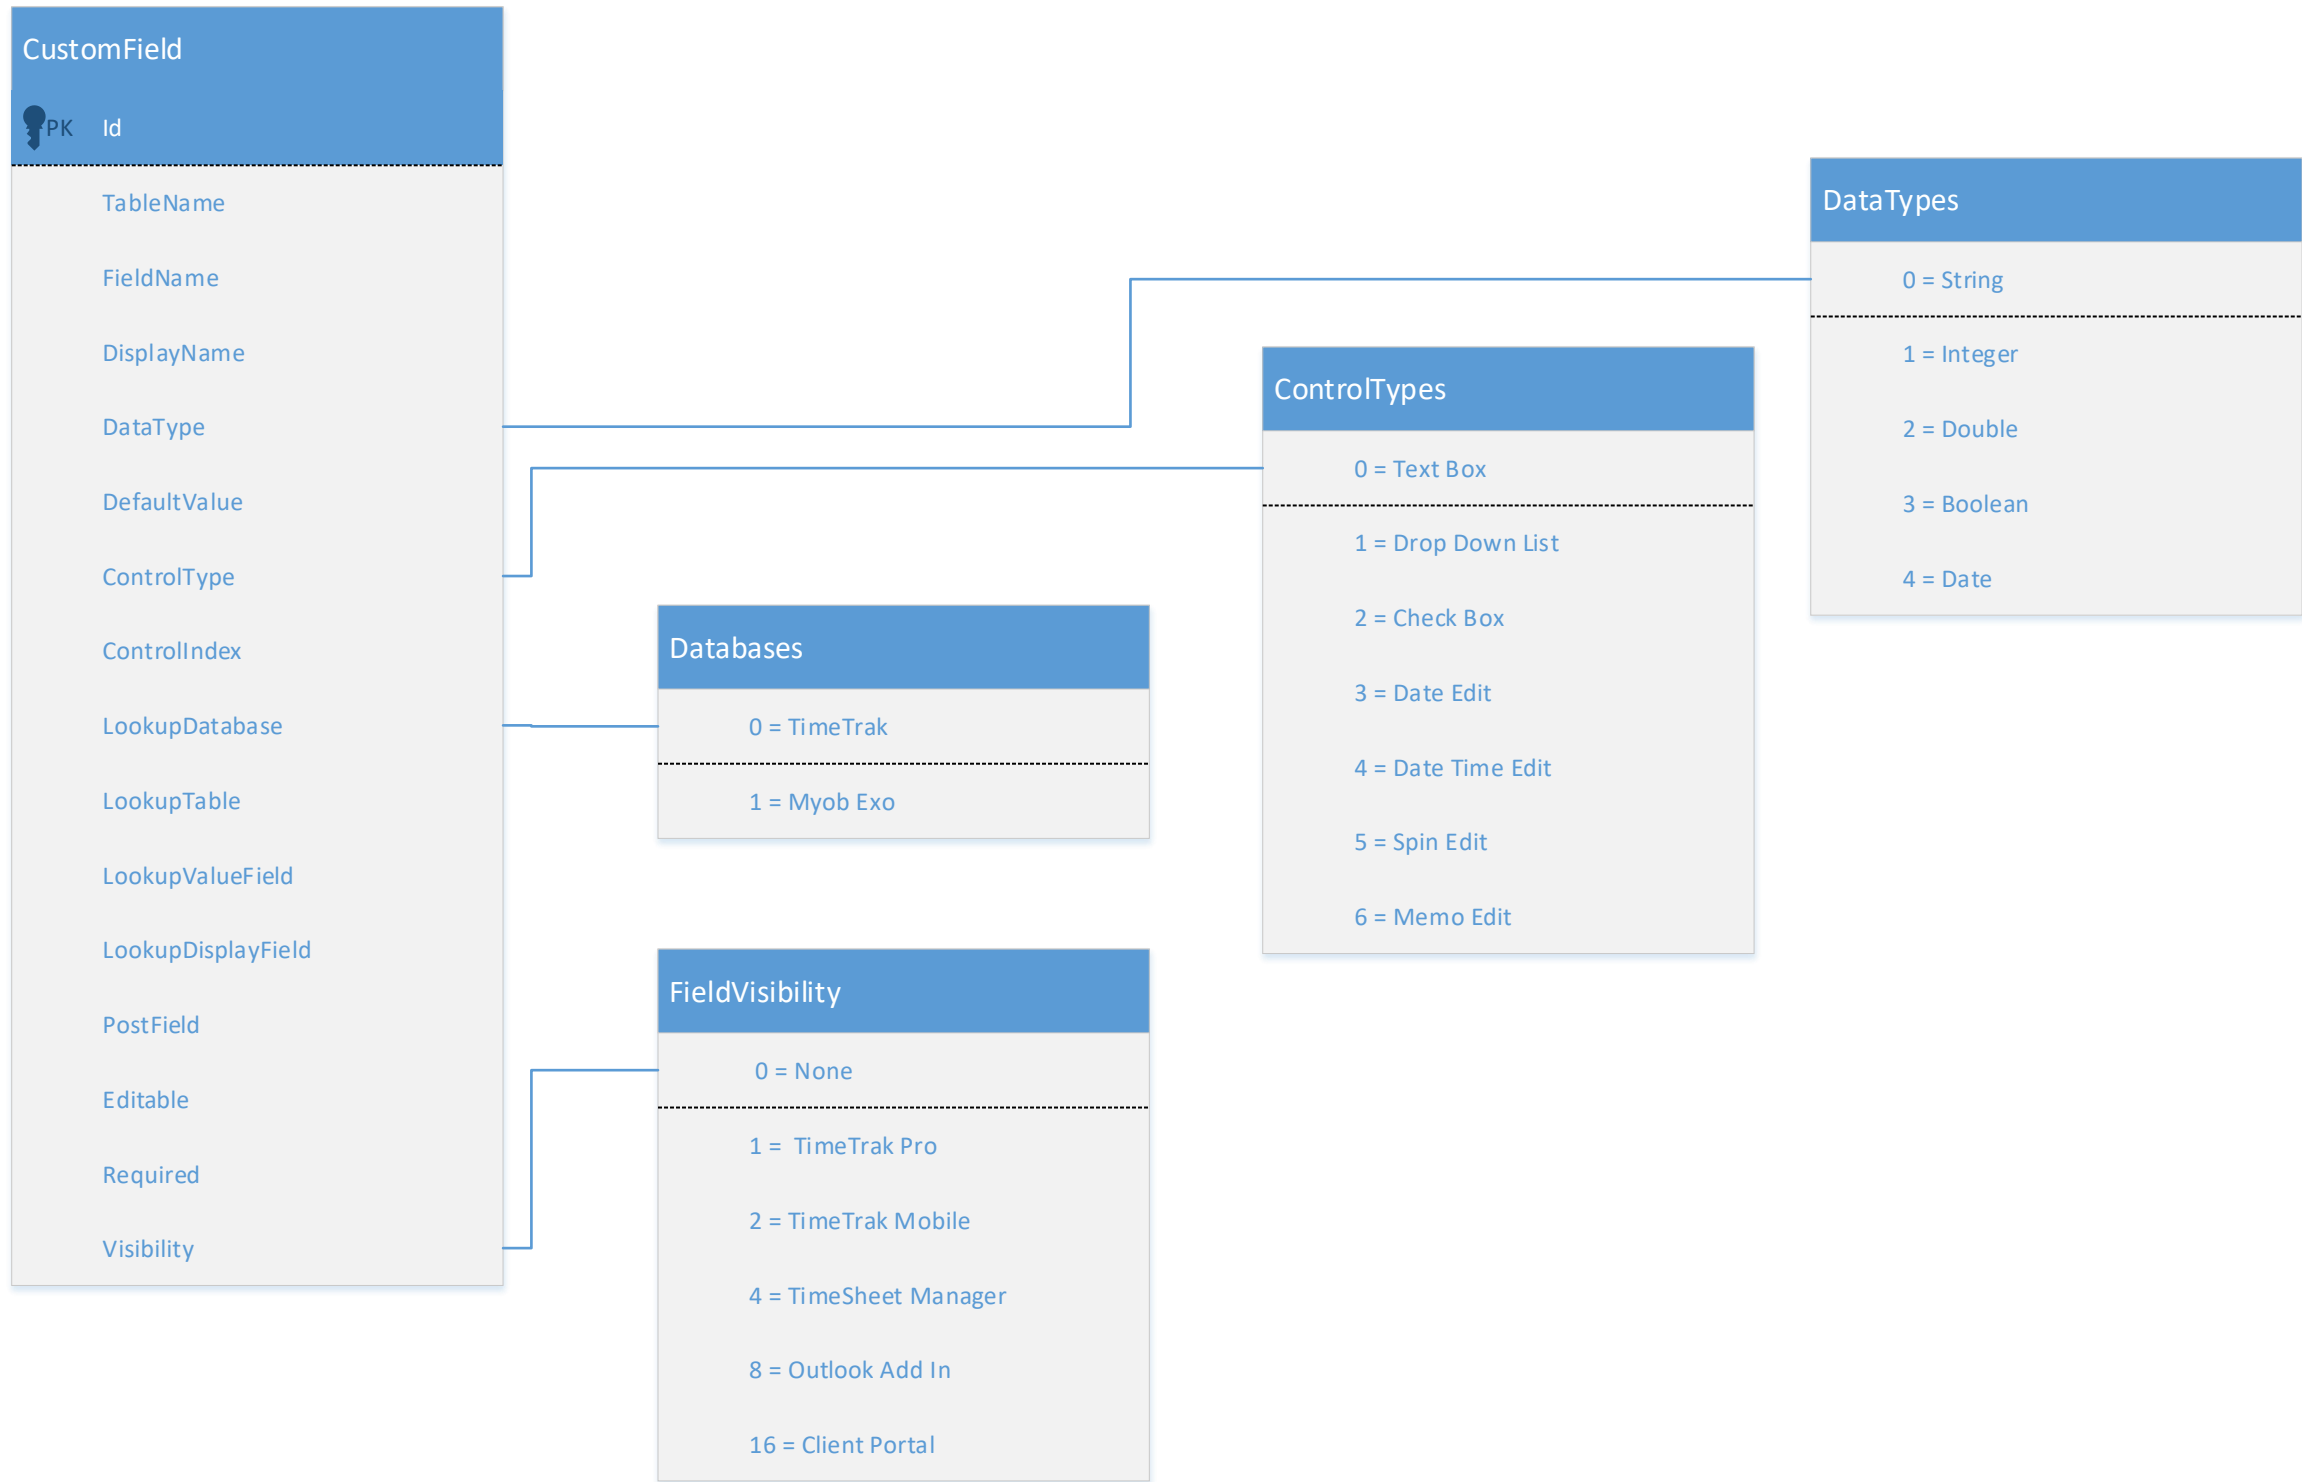 CustomField
PK Id
TableName
FieldName
DisplayName
DataType
DefaultValue
ControlType
ControlIndex
LookupDatabase
LookupTable
LookupValueField
LookupDisplayField
PostField
Editable
Required
Visibility
Databases
0 = TimeTrak
1 = Myob Exo
FieldVisibility
0 = None
1 =  TimeTrak Pro
2 = TimeTrak Mobile
4 = TimeSheet Manager
8 = Outlook Add In
16 = Client Portal
ControlTypes
0 = Text Box
1 = Drop Down List
2 = Check Box
3 = Date Edit
4 = Date Time Edit
5 = Spin Edit
6 = Memo Edit
DataTypes
0 = String
1 = Integer
2 = Double
3 = Boolean
4 = Date